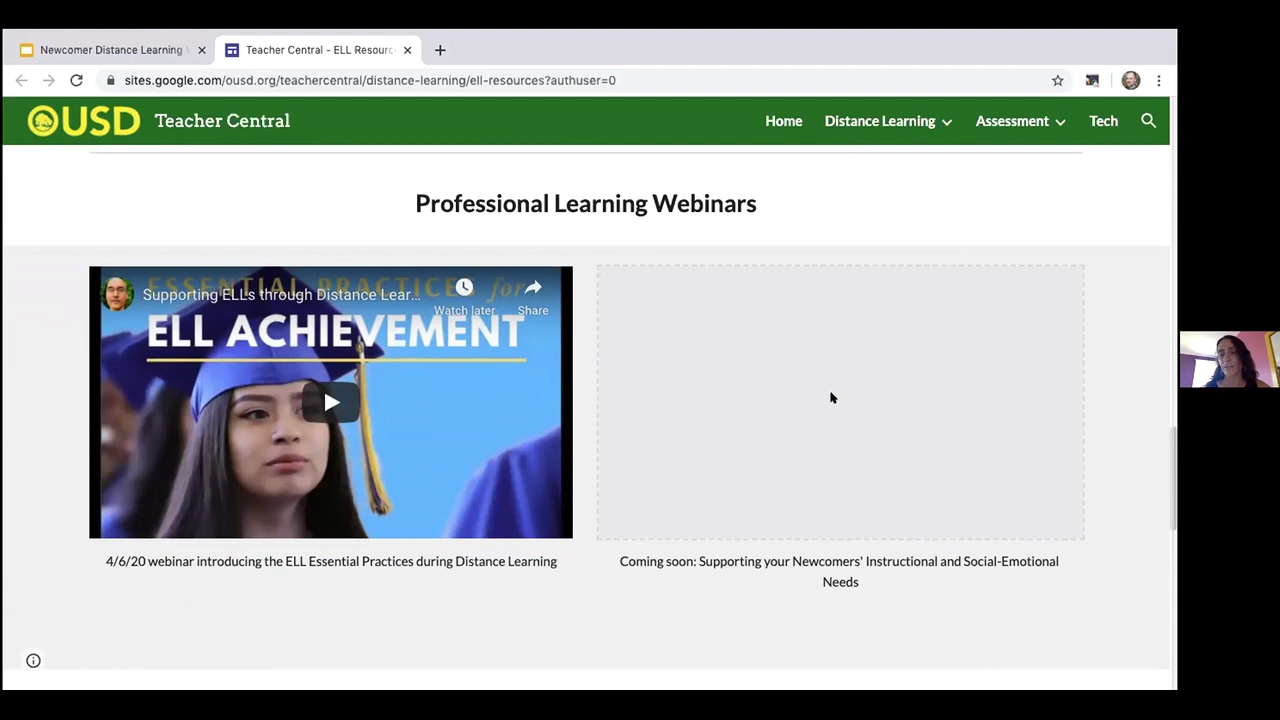 Newcomer Distance Learning
Teacher Central - ELL Resourc
sites.google.com/ousd.org/teachercentral/distance-learning/ell-resources?authuser=0
OUSD Teacher Central
Home Distance Learning Assessment Tech
Professional Learning Webinars
ESSENTIAL PRACTICES for
Supporting ELLs through Distance Lear...
Watch later Share
ELL ACHIEVEMENT
4/6/20 webinar introducing the ELL Essential Practices during Distance Learning
Coming soon: Supporting your Newcomers' Instructional and Social-Emotional
Needs